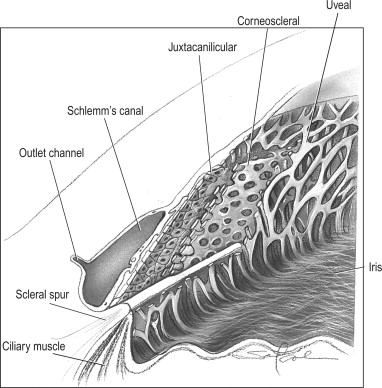 Uveal
Corneoscleral
Juxtacanilicular
Schlemm's canal
Outlet channel
Iris
Scleral spur
Ciliary muscle